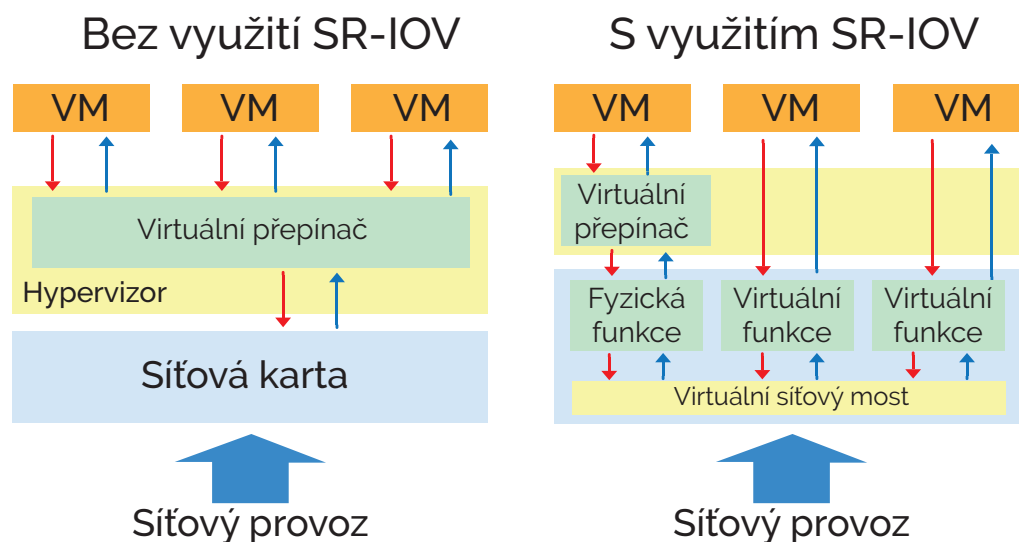 Bez využití SR-IOV
VM
VM
VM
Virtuální přepínač
Hypervizor
Síťová karta
Síťový provoz
S využitím SR-IOV
VM
VM
VM
Virtuální
přepínač
Fyzická
funkce
Virtuální
funkce
Virtuální
funkce
Virtuální síťový most
Síťový provoz